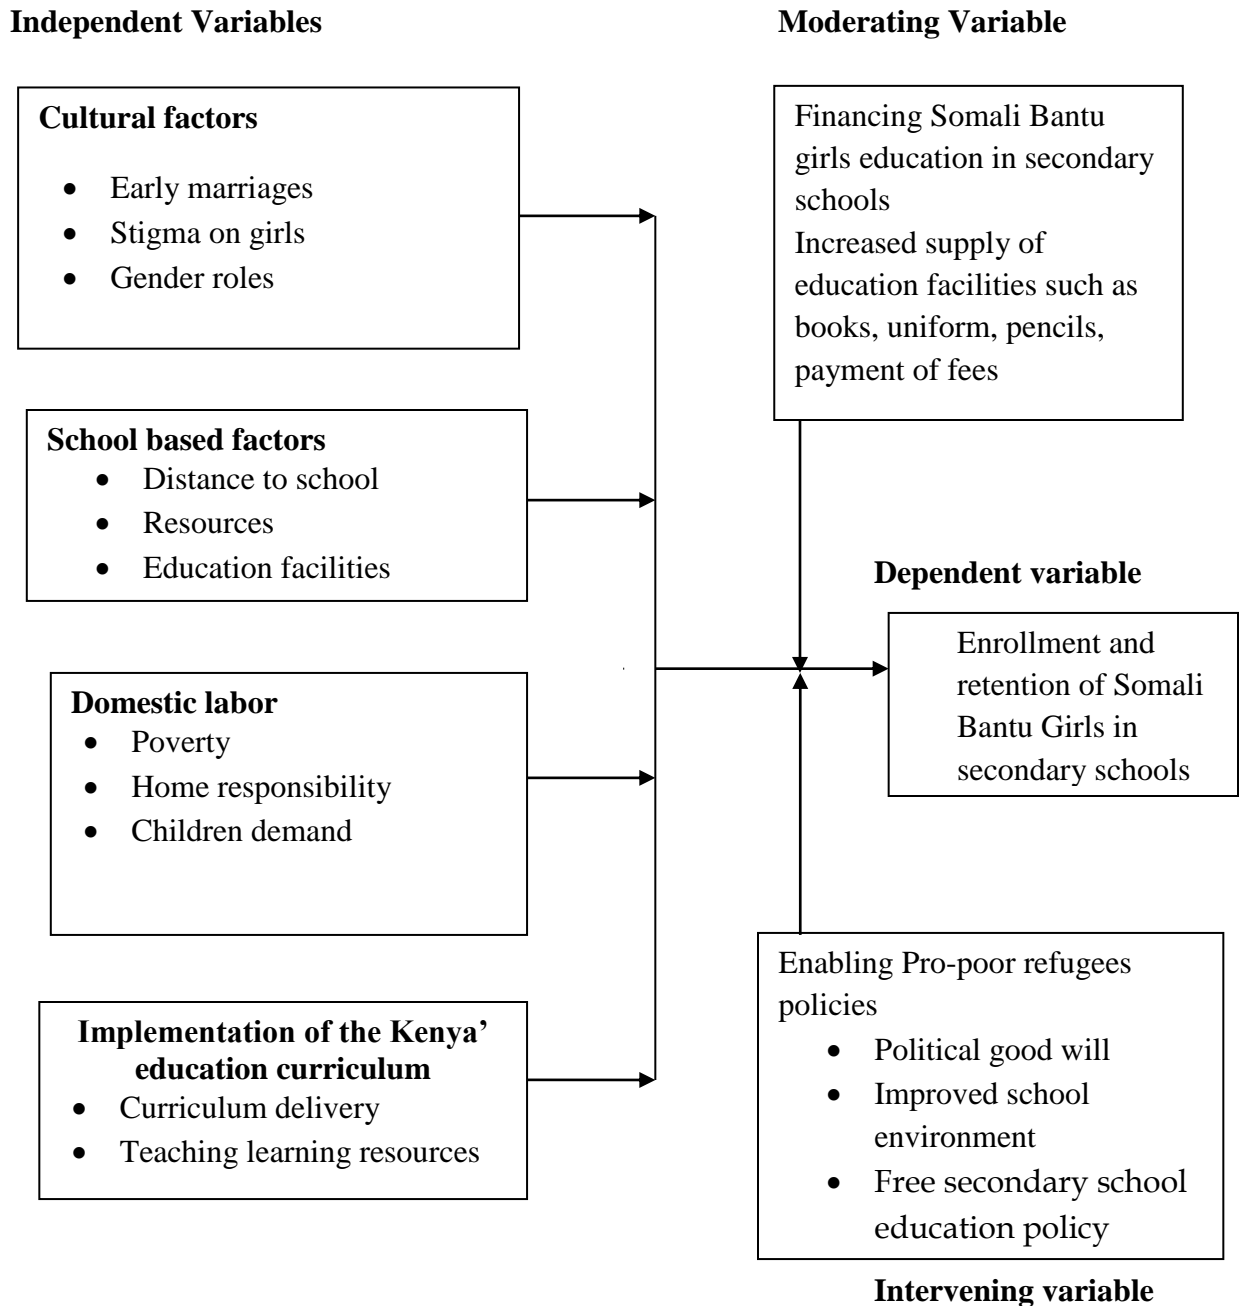 Independent Variables
Cultural factors
• Early marriages
• Stigma on girls
• Gender roles
School based factors
• Distance to school
• Resources
• Education facilities
Domestic labor
• Poverty
• Home responsibility
• Children demand
Implementation of the Kenya’
education curriculum
• Curriculum delivery
• Teaching learning resources
Moderating Variable
Financing Somali Bantu
girls education in secondary
schools
Increased supply of
education facilities such as
books, uniform, pencils,
payment of fees
Dependent variable
Enrollment and
retention of Somali
Bantu Girls in
secondary schools
Enabling Pro-poor refugees
policies
• Political good will
• Improved school
environment
• Free secondary school
education policy
Intervening variable